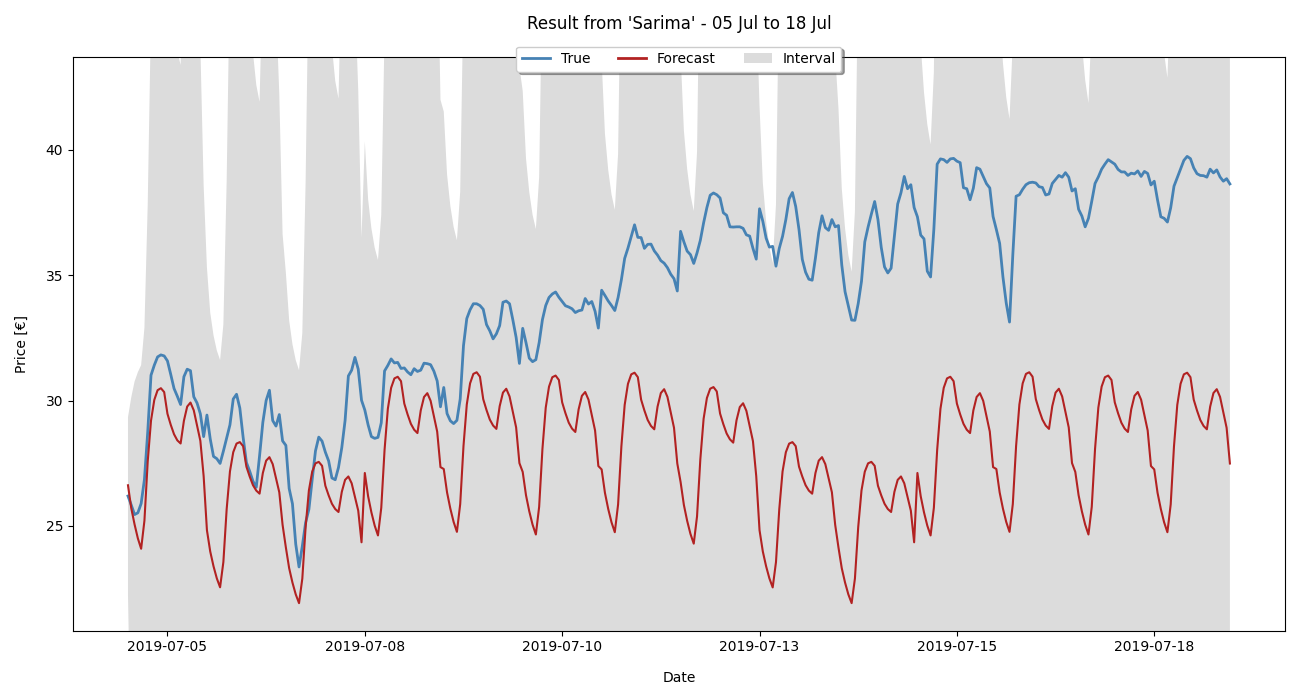 Result from 'Sarima' - 05 Jul to 18 Jul
True Forecast Interval
40
35
30
25
Price [€]
2019-07-05 2019-07-08 2019-07-10 2019-07-13 2019-07-15 2019-07-18
Date